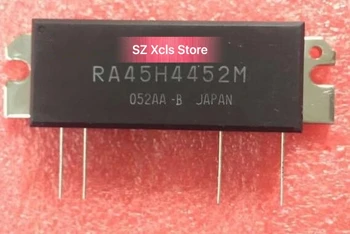 SZ Xcls Store
RA45H4452M
052AA -B JAPAN